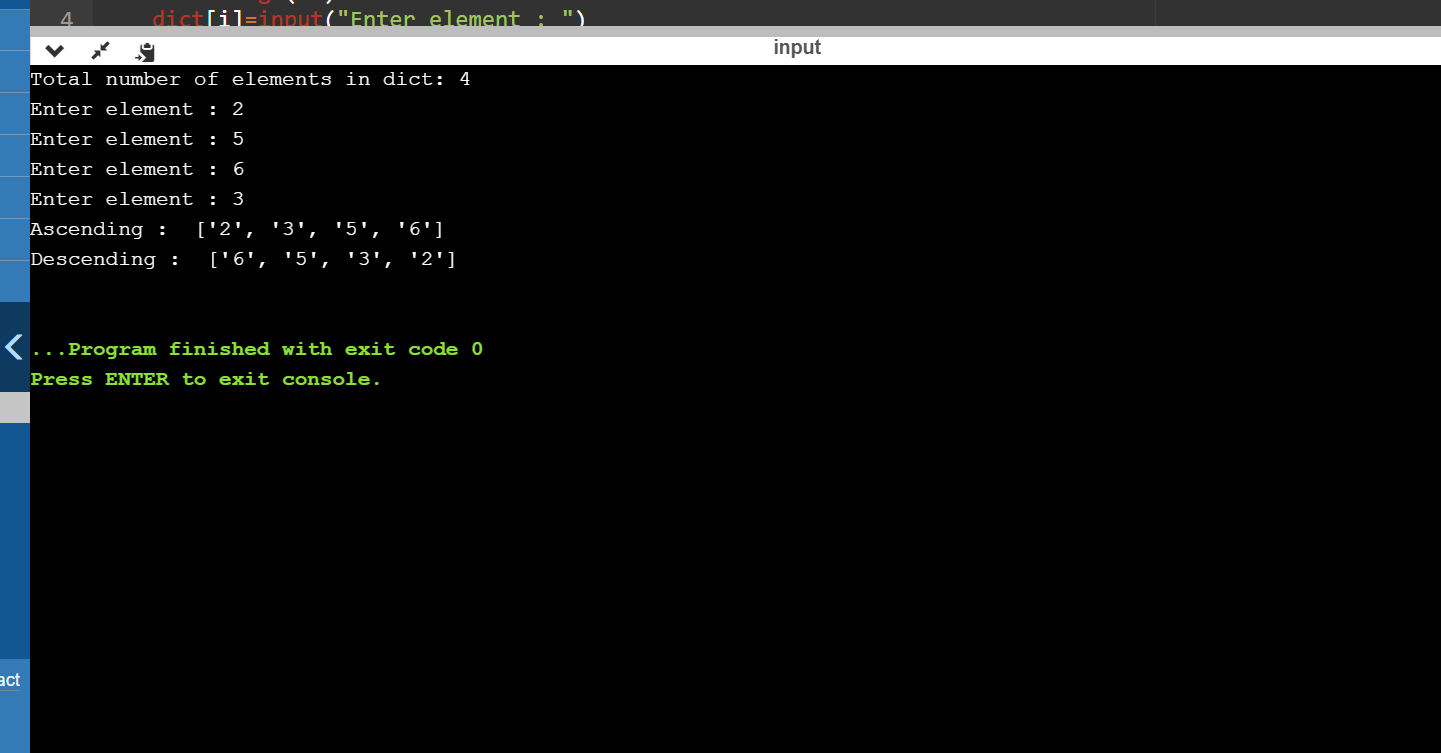 4 dict[i]=input("Enter element : ")
input
Total number of elements in dict: 4
Enter element : 2
Enter element : 5
Enter element : 6
Enter element : 3
Ascending :  ['2', '3', '5', '6']
Descending :  ['6', '5', '3', '2']
...Program finished with exit code 0
Press ENTER to exit console.
act